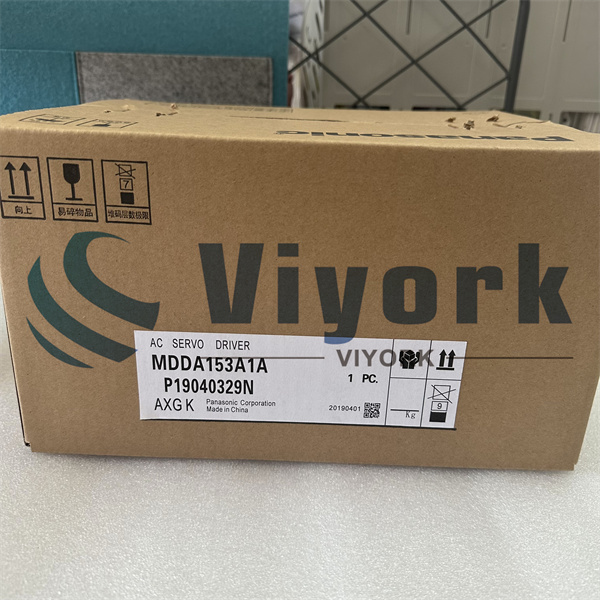 Panasonic
7
向上
易碎物品
堆码层数极限
Viyork
AC SERVO DRIVER
MDDA153A1A
VIYORK
P19040329N
1 PC.
AXGK
Panasonic Corporation
Made in China
20190401
Kg
9